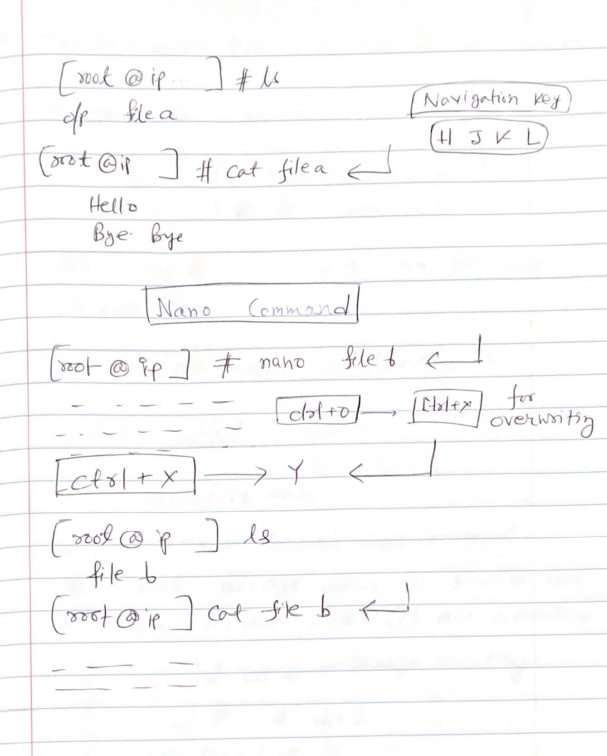 [root @ ip ... ] # ls
o/p file a
Navigation Key
H J K L
[root @ ip ] # cat file a ↵
Hello
Bye Bye
Nano Command
[root @ ip ] # nano file b ↵
ctrl+o → ctrl+x for overwriting
ctrl + x → Y ↵
[root @ ip ] ls
file b
[root @ ip ] cat file b ↵